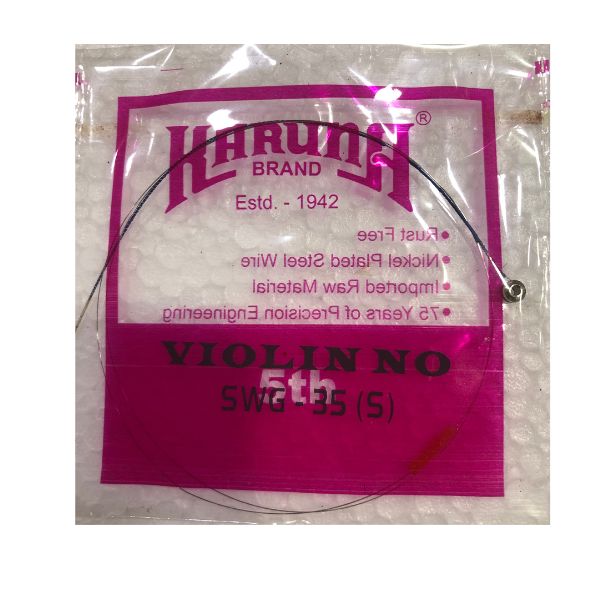 KARUNA®
BRAND
Estd. - 1942
•Rust Free
•Nickel Plated Steel Wire
•Imported Raw Material
•75 Years of Precision Engineering
VIOLIN NO
5th
SWG - 35 (S)